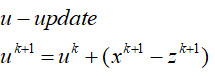 u – update
u^{k+1} = u^k + (x^{k+1} − z^{k+1})